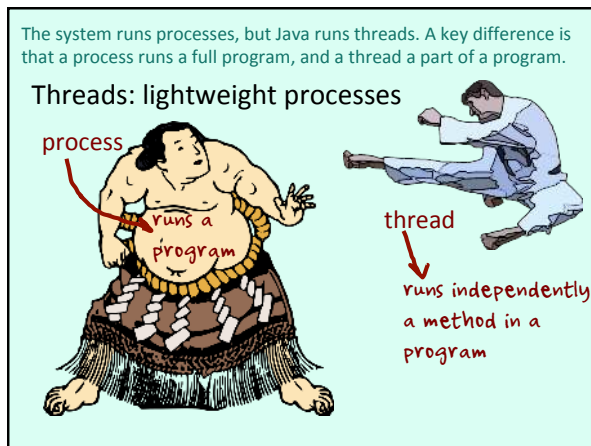 The system runs processes, but Java runs threads. A key difference is
that a process runs a full program, and a thread a part of a program.
Threads: lightweight processes
process
runs a
program
thread
runs independently
a method in a
program